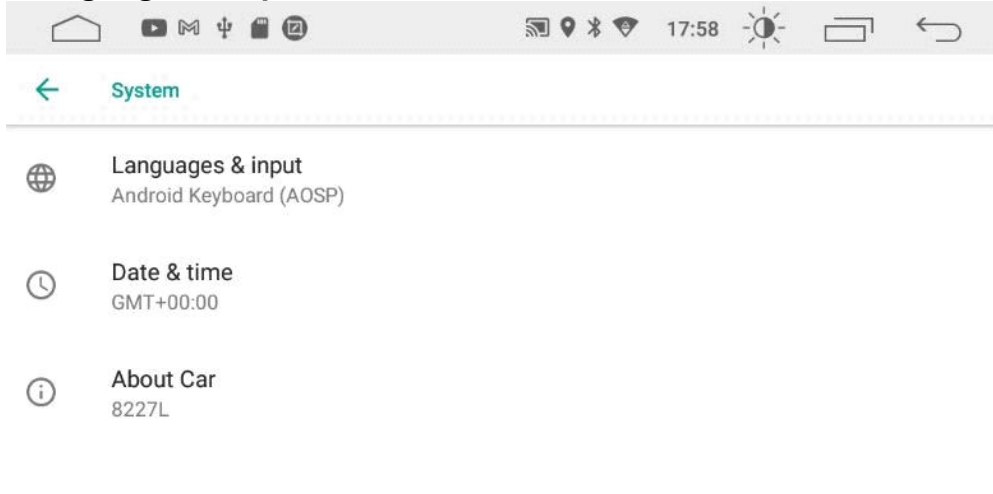 17:58
System
Languages & input
Android Keyboard (AOSP)
Date & time
GMT+00:00
About Car
8227L